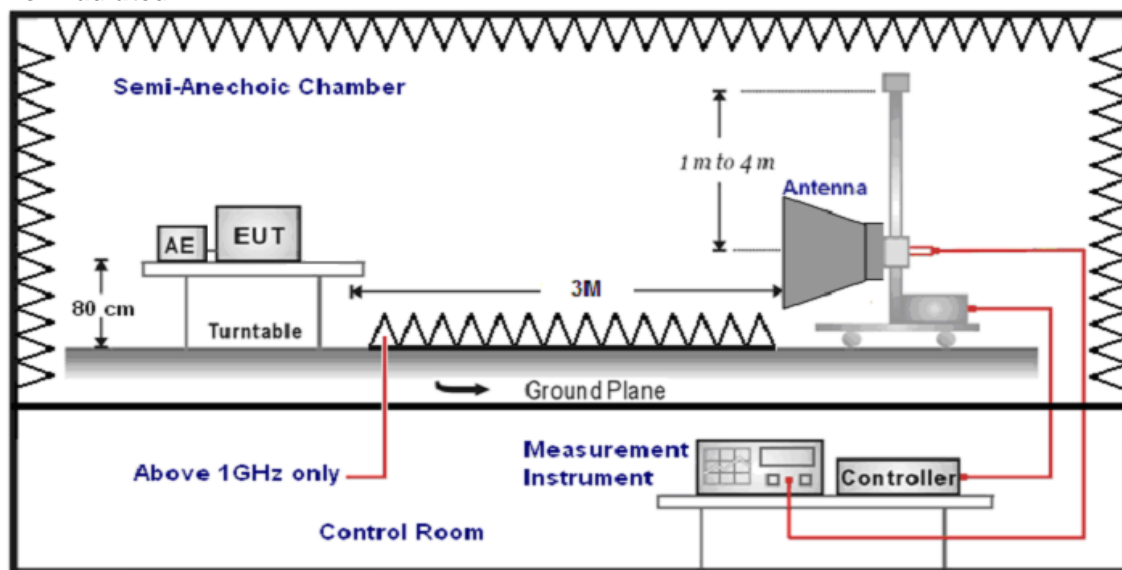 Semi-Anechoic Chamber
1 m to 4 m
Antenna
AE
EUT
80 cm
3M
Turntable
Ground Plane
Above 1GHz only
Measurement
Instrument
Controller
Control Room